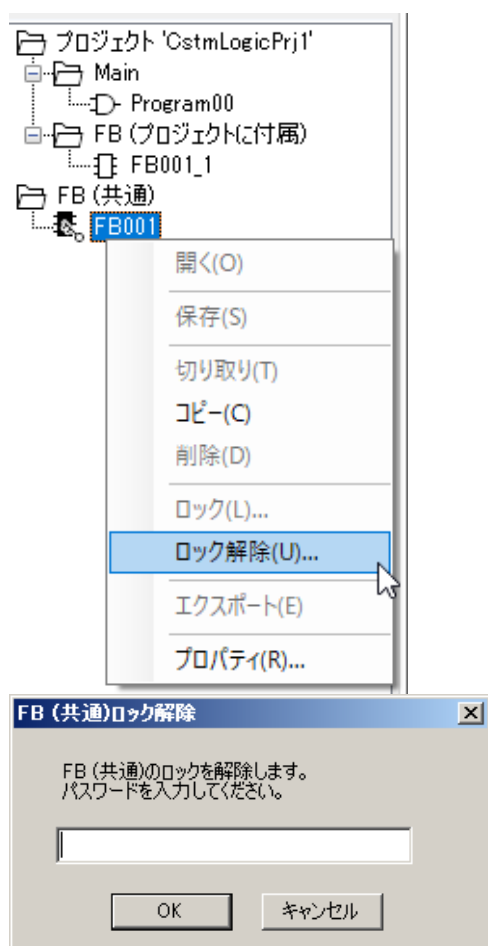 プロジェクト 'CstmLogicPrj1'
Main
Program00
FB (プロジェクトに付属)
FB001_1
FB (共通)
FB001
開く(O)
保存(S)
切り取り(T)
コピー(C)
削除(D)
ロック(L)...
ロック解除(U)...
エクスポート(E)
プロパティ(R)...
FB (共通)ロック解除
FB (共通)のロックを解除します。
パスワードを入力してください。
OK
キャンセル